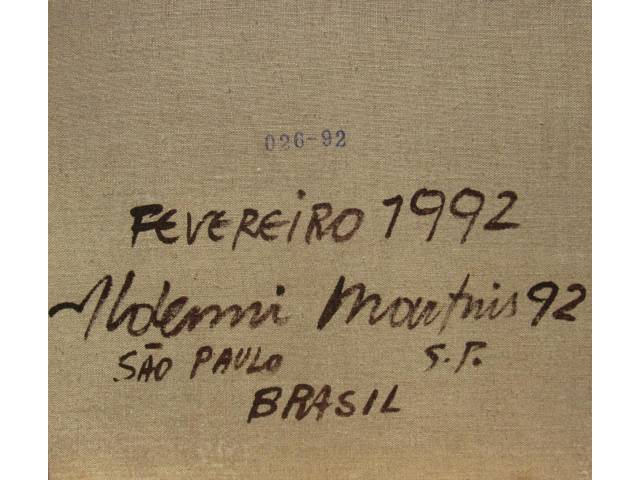 026-92
FEVEREIRO 1992
Aldemir Martins 92
SÃO PAULO S.P.
BRASIL